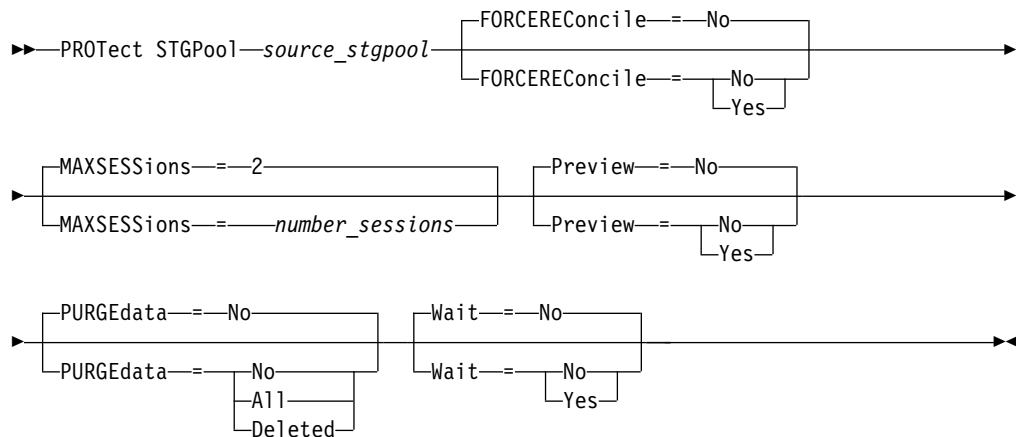 FORCEREConcile = No
PROTect STGPool source_stgpool
FORCEREConcile = No
Yes
MAXSESSions = 2
Preview = No
MAXSESSions = number_sessions
Preview = No
Yes
PURGEdata = No
Wait = No
PURGEdata = No
Wait = No
All
Yes
Deleted